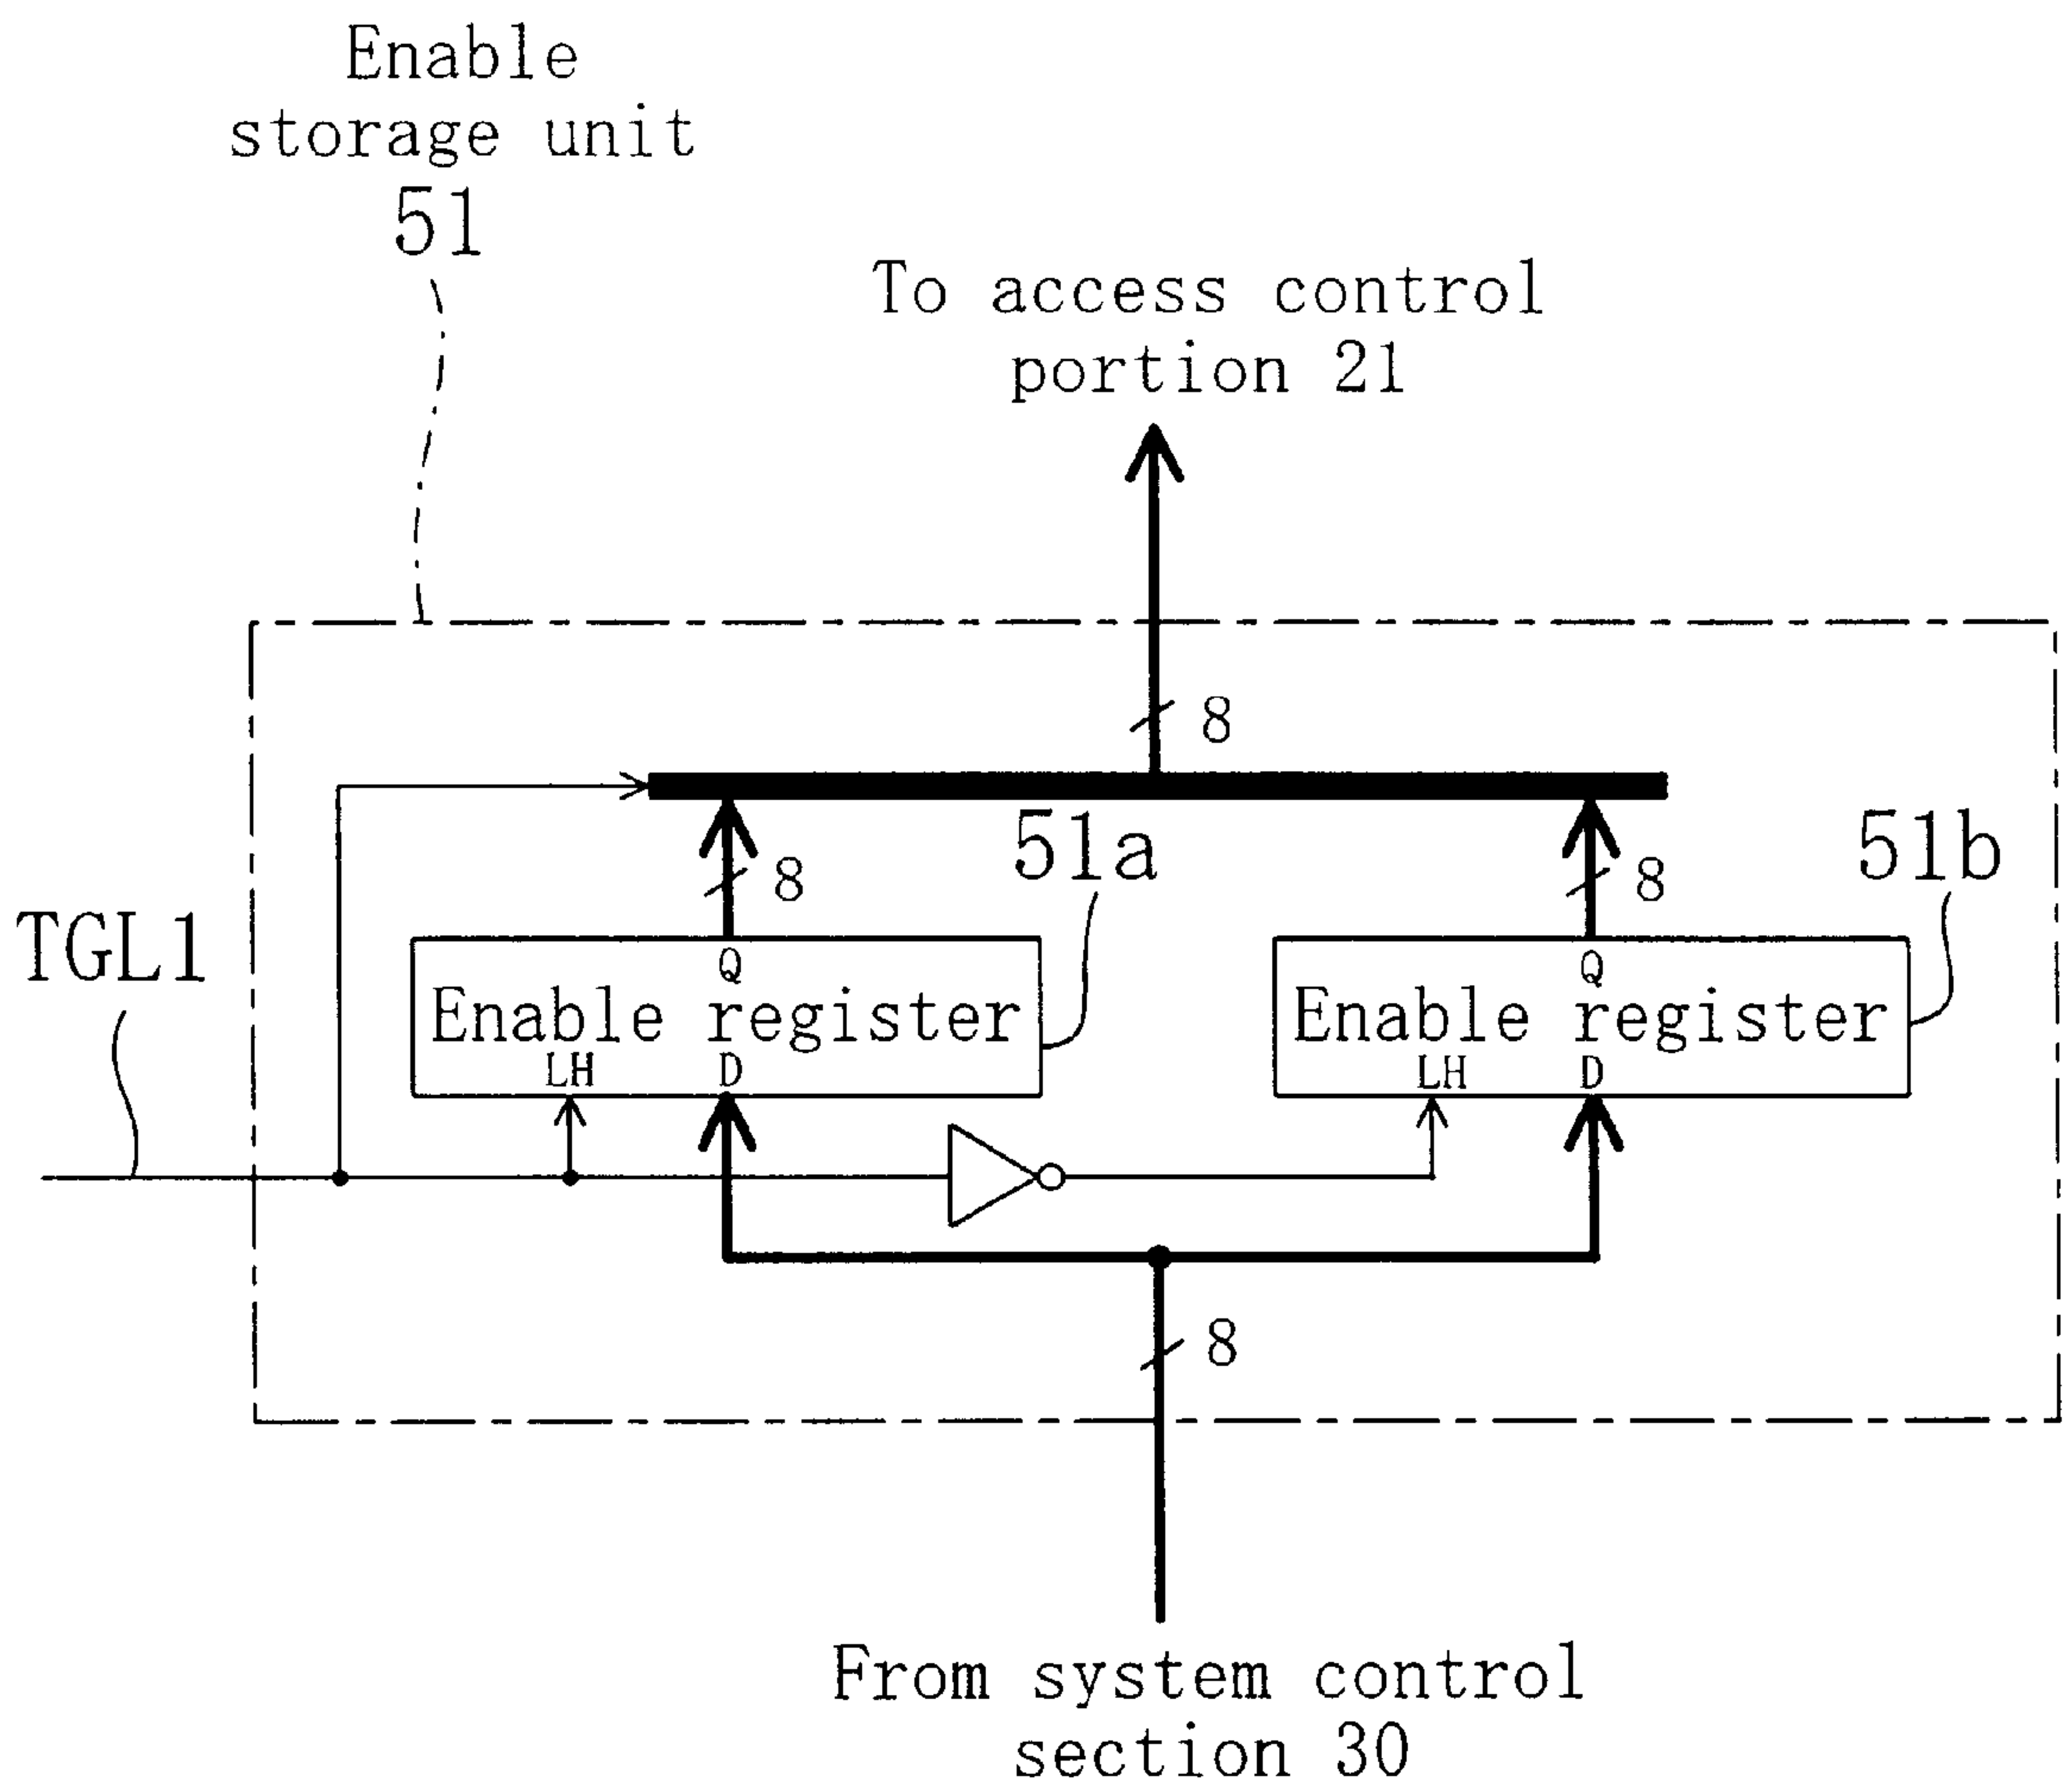 Enable
storage unit
51
To access control
portion 21
8
51a
51b
8
8
TGL1
Q
Q
Enable register
Enable register
LH D
LH D
8
From system control
section 30